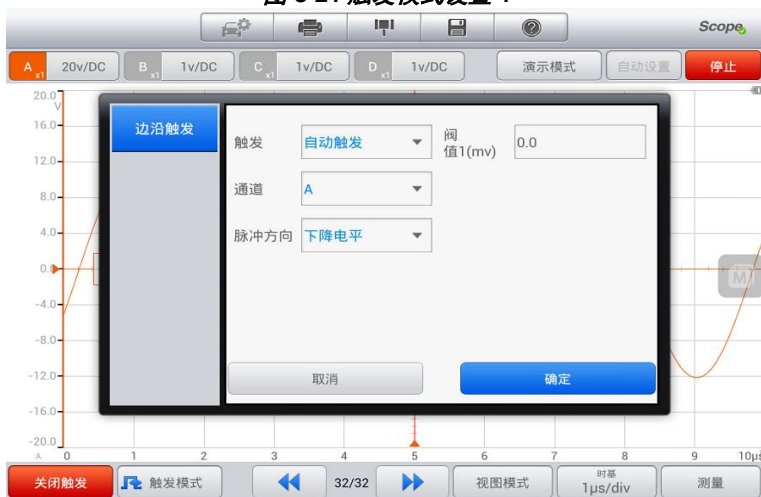 Scope
A x1 20v/DC B x1 1v/DC C x1 1v/DC D x1 1v/DC 演示模式 自动设置 停止
20.0
V
16.0
12.0
8.0
4.0
0.0
-4.0
-8.0
-12.0
-16.0
-20.0
边沿触发
触发 自动触发 阀值1(mv) 0.0
通道 A
脉冲方向 下降电平
取消 确定
M
A 0 1 2 3 4 5 6 7 8 9 10μs
关闭触发 触发模式 32/32 视图模式 时基 1μs/div 测量